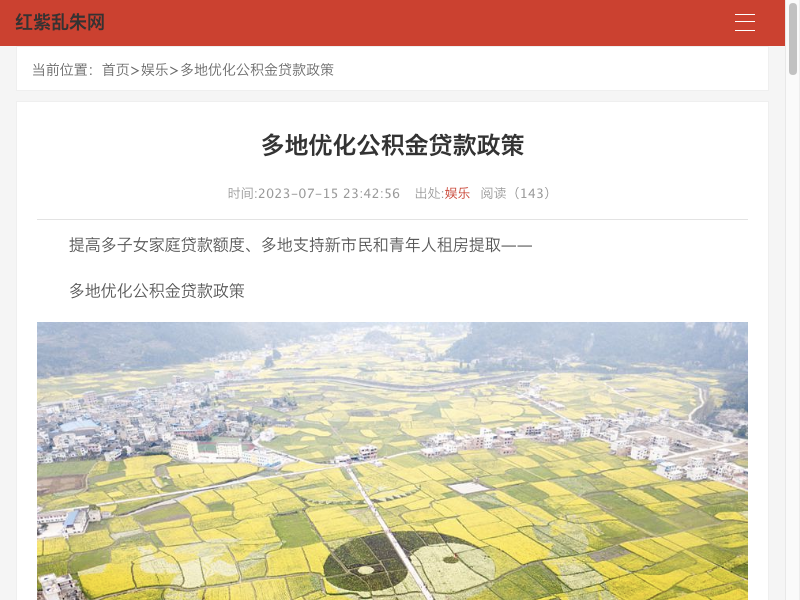 红紫乱朱网
当前位置：首页>娱乐>多地优化公积金贷款政策
多地优化公积金贷款政策
时间:2023-07-15 23:42:56 出处:娱乐 阅读（143）
提高多子女家庭贷款额度、多地支持新市民和青年人租房提取——
多地优化公积金贷款政策